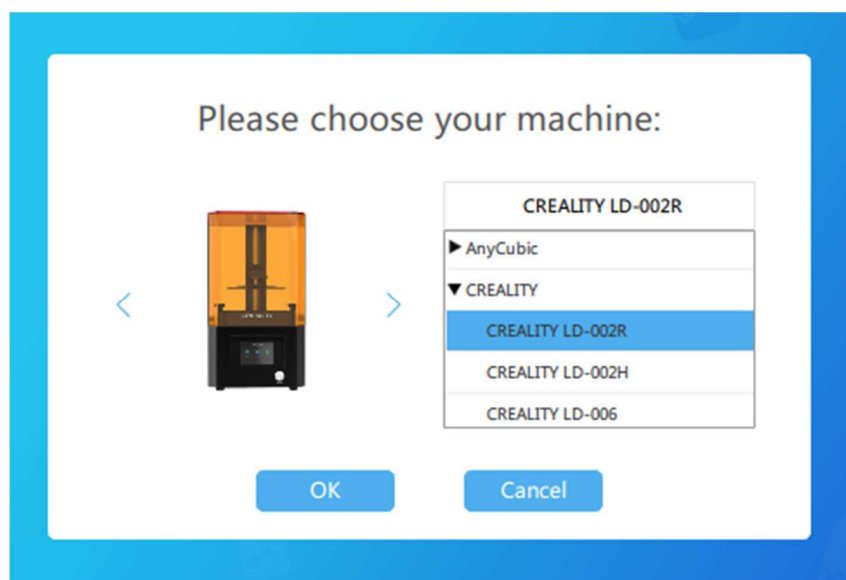 Please choose your machine:
CREALITY LD-002R
AnyCubic
CREALITY
CREALITY LD-002R
CREALITY LD-002H
CREALITY LD-006
OK
Cancel